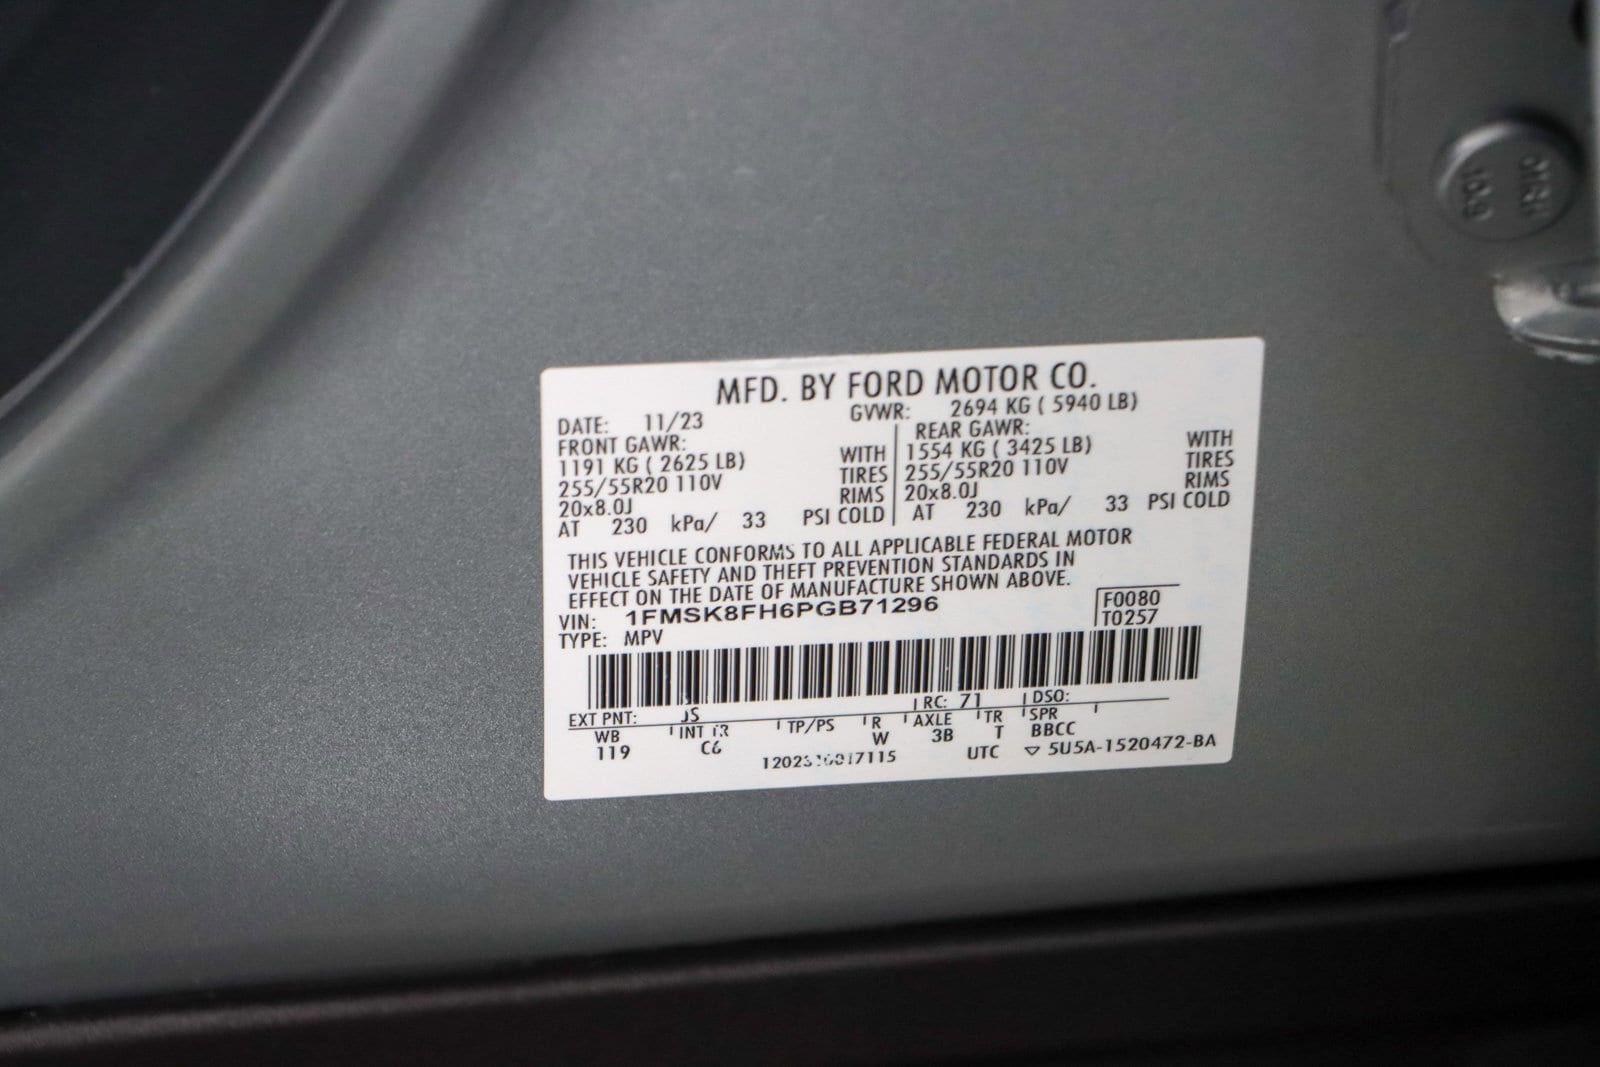 MFD. BY FORD MOTOR CO.
DATE: 11/23 GVWR: 2694 KG ( 5940 LB)
FRONT GAWR: REAR GAWR:
1191 KG ( 2625 LB) WITH 1554 KG ( 3425 LB) WITH
255/55R20 110V TIRES 255/55R20 110V TIRES
20x8.0J RIMS 20x8.0J RIMS
AT 230 kPa/ 33 PSI COLD AT 230 kPa/ 33 PSI COLD
THIS VEHICLE CONFORMS TO ALL APPLICABLE FEDERAL MOTOR
VEHICLE SAFETY AND THEFT PREVENTION STANDARDS IN
EFFECT ON THE DATE OF MANUFACTURE SHOWN ABOVE.
VIN: 1FMSK8FH6PGB71296 F0080
TYPE: MPV T0257
EXT PNT: JS RC: 71 DSO:
WB INT TR TP/PS R AXLE TR SPR
119 C6 W 3B T BBCC
UTC ▽ 5U5A-1520472-BA